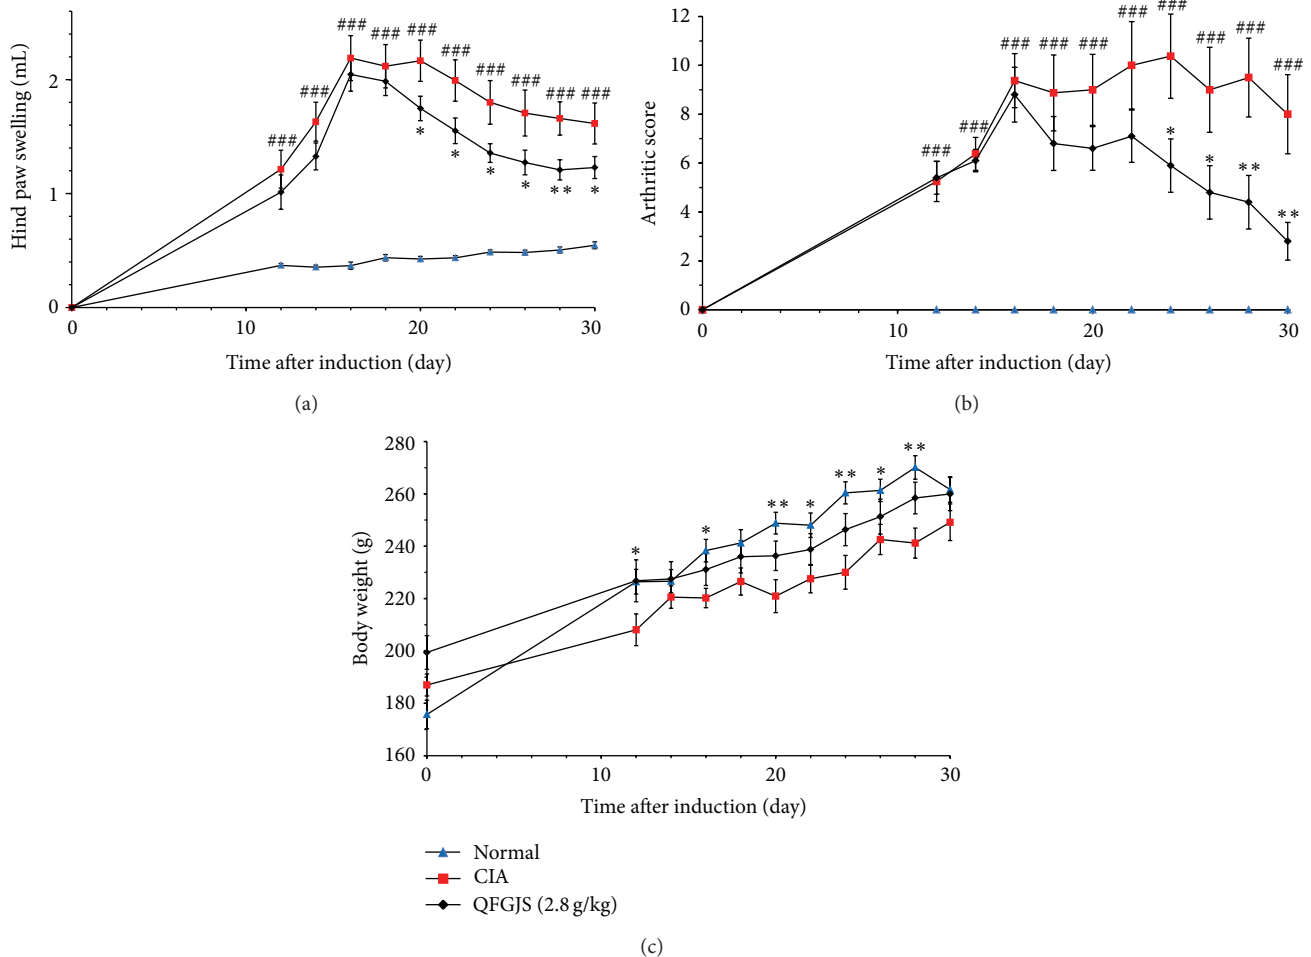 Hind paw swelling (mL)
2
1
0
0
10
20
30
### ### ### ### ### ### ### ### ### ### ###
* * * * ** *
Time after induction (day)
(a)
Arthritic score
12
10
8
6
4
2
0
0
10
20
30
### ### ### ### ### ### ### ### ### ###
* * ** **
Time after induction (day)
(b)
Body weight (g)
280
260
240
220
200
180
160
0
10
20
30
* * ** * ** * **
Time after induction (day)
Normal
CIA
QFGJS (2.8 g/kg)
(c)